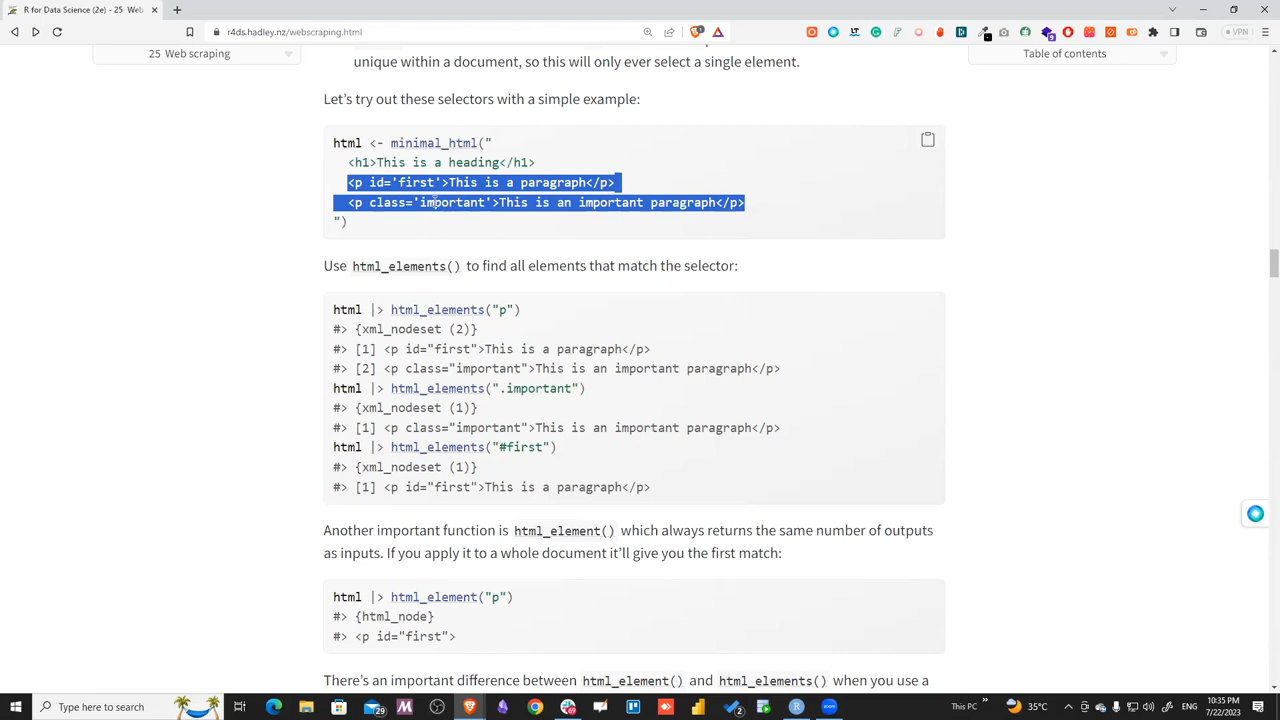 R for Data Science (2e) - 25 Web
r4ds.hadley.nz/webscraping.html
VPN
25 Web scraping
Table of contents
unique within a document, so this will only ever select a single element.
Let's try out these selectors with a simple example:
html <- minimal_html("
<h1>This is a heading</h1>
<p id='first'>This is a paragraph</p>
<p class='important'>This is an important paragraph</p>
")
Use html_elements() to find all elements that match the selector:
html |> html_elements("p")
#> {xml_nodeset (2)}
#> [1] <p id="first">This is a paragraph</p>
#> [2] <p class="important">This is an important paragraph</p>
html |> html_elements(".important")
#> {xml_nodeset (1)}
#> [1] <p class="important">This is an important paragraph</p>
html |> html_elements("#first")
#> {xml_nodeset (1)}
#> [1] <p id="first">This is a paragraph</p>
Another important function is html_element() which always returns the same number of outputs
as inputs. If you apply it to a whole document it'll give you the first match:
html |> html_element("p")
#> {html_node}
#> <p id="first">
There's an important difference between html_element() and html_elements() when you use a
Type here to search
29
2
This PC
35°C
10:35 PM
7/22/2023